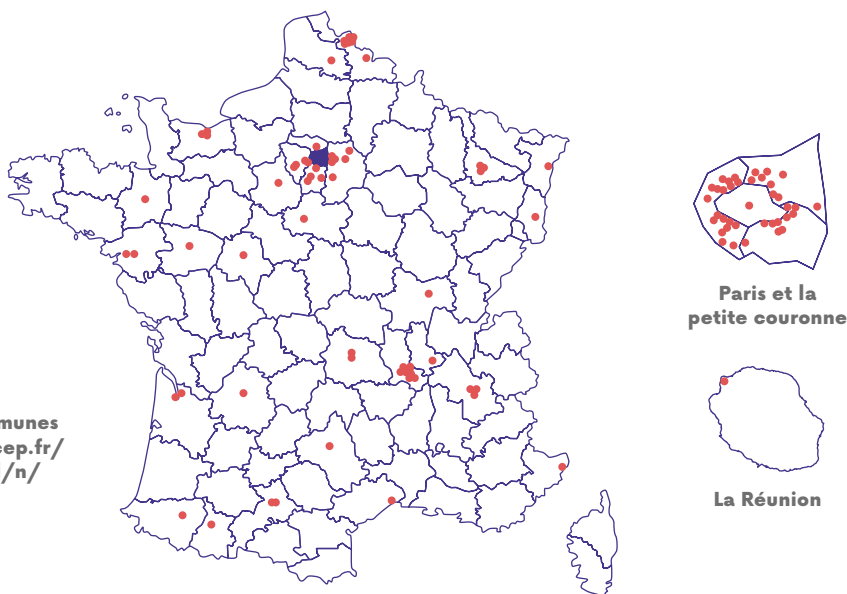 munes
cep.fr/
/n/
Paris et la
petite couronne
La Réunion